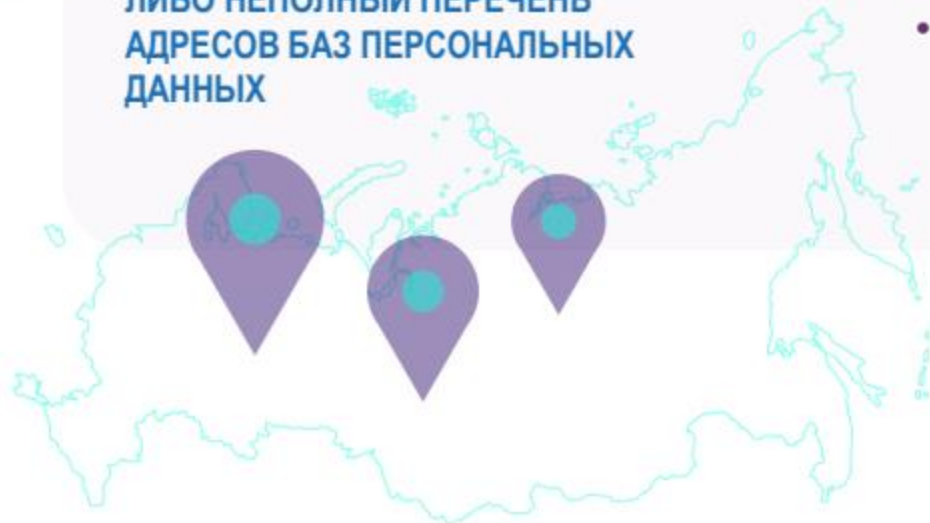 ЛИБО НЕПОЛНЫЙ ПЕРЕЧЕНЬ
АДРЕСОВ БАЗ ПЕРСОНАЛЬНЫХ
ДАННЫХ